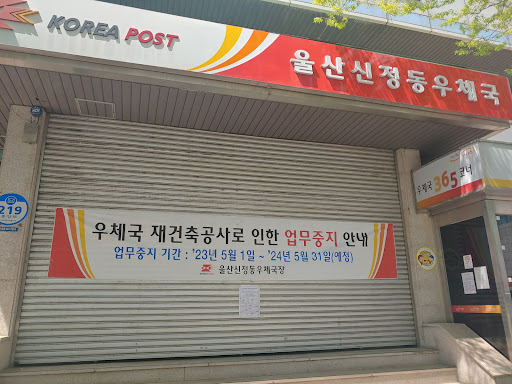 KOREA POST
울산신정동우체국
우체국 365 코너
219
우체국 재건축공사로 인한 업무중지 안내
업무중지 기간 : '23년 5월 1일 ~ '24년 5월 31일(예정)
울산신정동우체국장